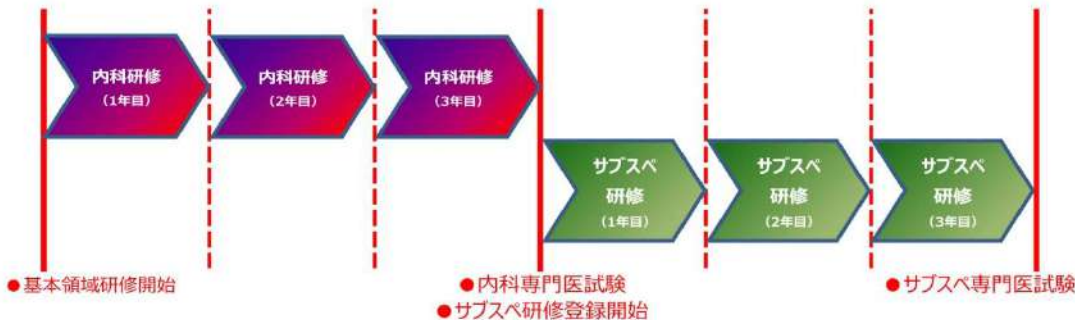 内科研修
(1年目)
内科研修
(2年目)
内科研修
(3年目)
サブスペ
研修
(1年目)
サブスペ
研修
(2年目)
サブスペ
研修
(3年目)
●基本領域研修開始
●内科専門医試験
●サブスペ研修登録開始
●サブスペ専門医試験